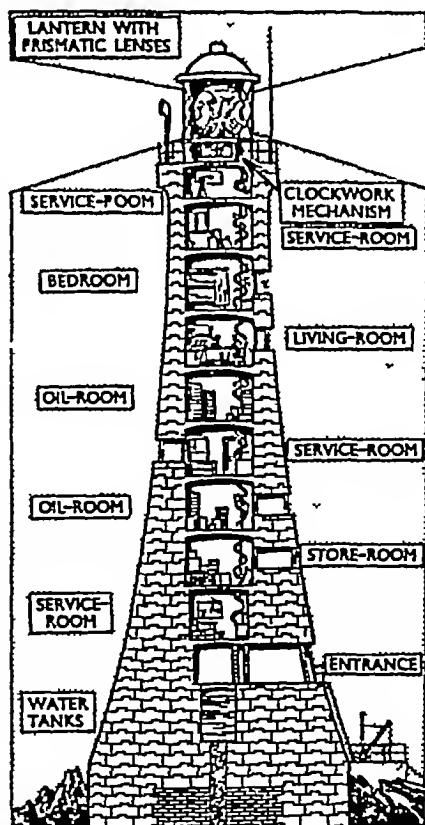 LANTERN WITH
PRISMATIC LENSES
SERVICE-POOM
CLOCKWORK
MECHANISM
SERVICE-ROOM
BEDROOM
LIVING-ROOM
OIL-ROOM
SERVICE-ROOM
OIL-ROOM
STORE-ROOM
SERVICE-
ROOM
ENTRANCE
WATER
TANKS